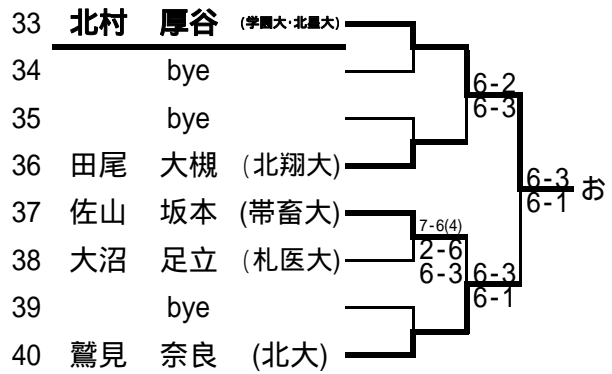 33 北村 厚谷 (学園大・北星大)
34 bye
35 bye
36 田尾 大槻 (北翔大)
37 佐山 坂本 (帯畜大)
38 大沼 足立 (札医大)
39 bye
40 鷲見 奈良 (北大)
6-2
6-3
7-6(4)
2-6
6-3
6-3
6-1
6-3
6-1
お